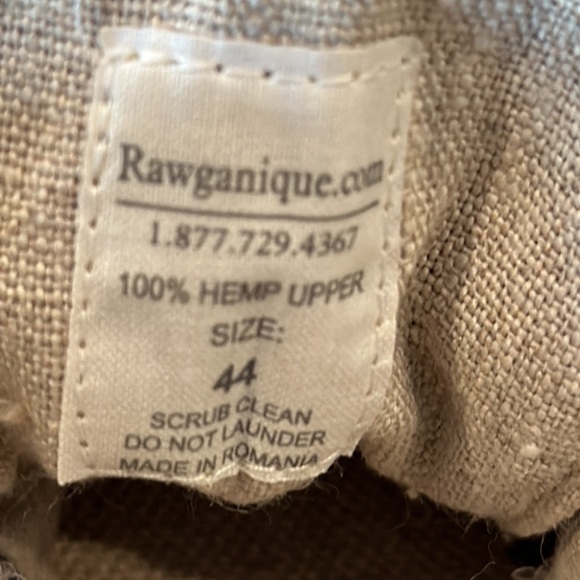 Rawganique.com
1.877.729.4367
100% HEMP UPPER
SIZE:
44
SCRUB CLEAN
DO NOT LAUNDER
MADE IN ROMANIA